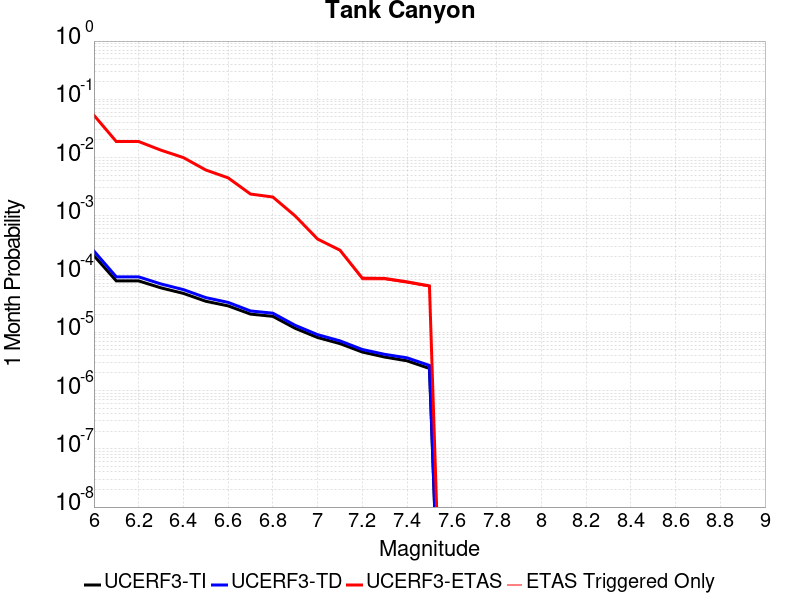 Tank Canyon
10^0
10^-1
10^-2
10^-3
10^-4
10^-5
10^-6
10^-7
10^-8
1 Month Probability
6 6.2 6.4 6.6 6.8 7 7.2 7.4 7.6 7.8 8 8.2 8.4 8.6 8.8 9
Magnitude
UCERF3-TI UCERF3-TD UCERF3-ETAS ETAS Triggered Only